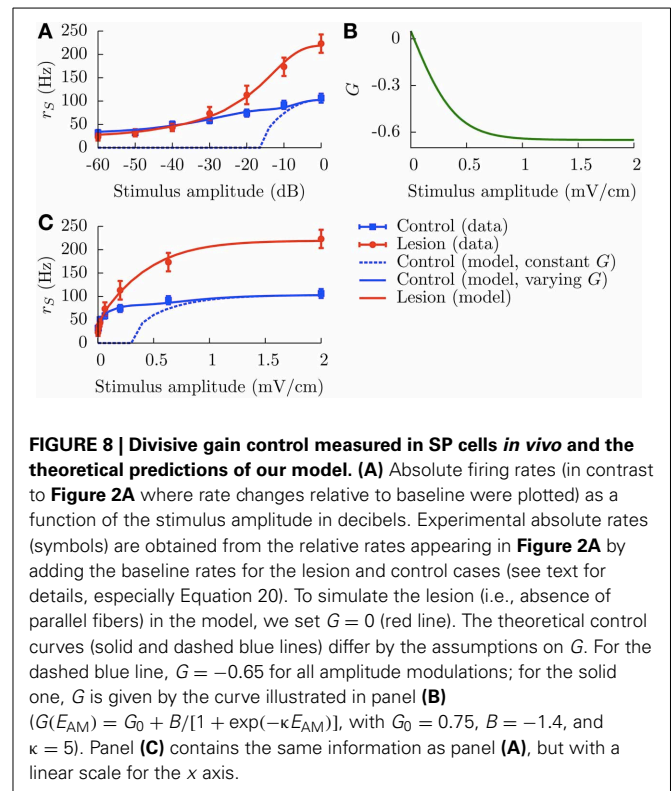 A
250
200
150
100
50
0
r_S (Hz)
-60 -50 -40 -30 -20 -10 0
Stimulus amplitude (dB)
B
0
-0.3
-0.6
G
0 0.5 1 1.5 2
Stimulus amplitude (mV/cm)
C
250
200
150
100
50
0
r_S (Hz)
0 0.5 1 1.5 2
Stimulus amplitude (mV/cm)
Control (data)
Lesion (data)
Control (model, constant G)
Control (model, varying G)
Lesion (model)
FIGURE 8 | Divisive gain control measured in SP cells in vivo and the
theoretical predictions of our model. (A) Absolute firing rates (in contrast
to Figure 2A where rate changes relative to baseline were plotted) as a
function of the stimulus amplitude in decibels. Experimental absolute rates
(symbols) are obtained from the relative rates appearing in Figure 2A by
adding the baseline rates for the lesion and control cases (see text for
details, especially Equation 20). To simulate the lesion (i.e., absence of
parallel fibers) in the model, we set G = 0 (red line). The theoretical control
curves (solid and dashed blue lines) differ by the assumptions on G. For the
dashed blue line, G = −0.65 for all amplitude modulations; for the solid
one, G is given by the curve illustrated in panel (B)
(G(E_AM) = G_0 + B/[1 + exp(−κE_AM)], with G_0 = 0.75, B = −1.4, and
κ = 5). Panel (C) contains the same information as panel (A), but with a
linear scale for the x axis.